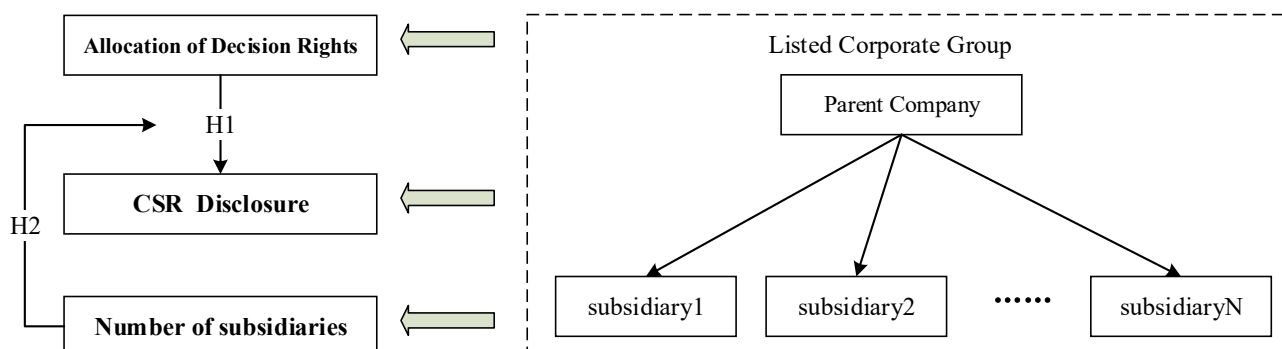 Allocation of Decision Rights
H1
CSR Disclosure
H2
Number of subsidiaries
Listed Corporate Group
Parent Company
subsidiary1
subsidiary2
······
subsidiaryN